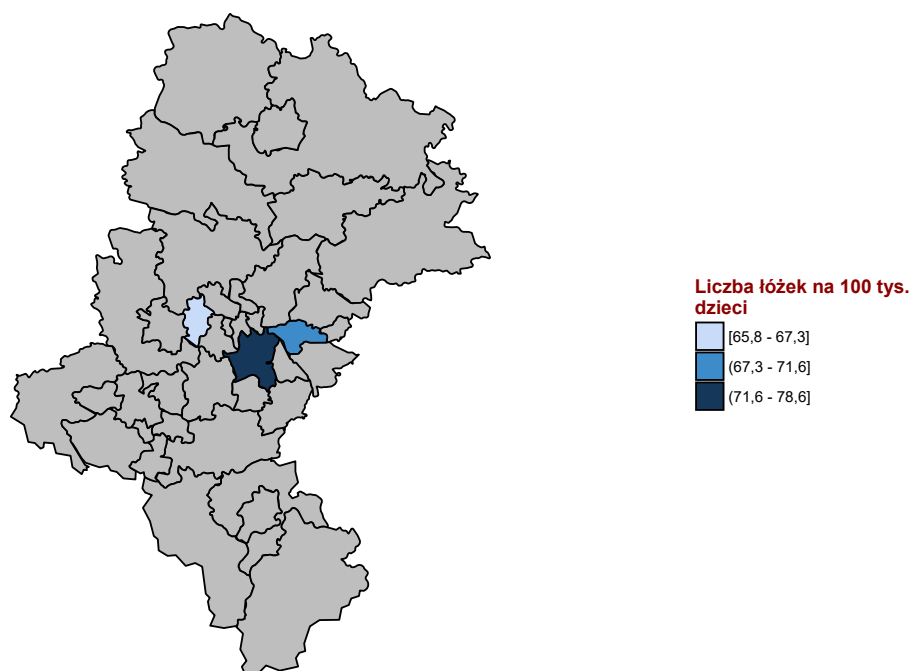 Liczba łóżek na 100 tys.
dzieci
[65,8 - 67,3]
(67,3 - 71,6]
(71,6 - 78,6]